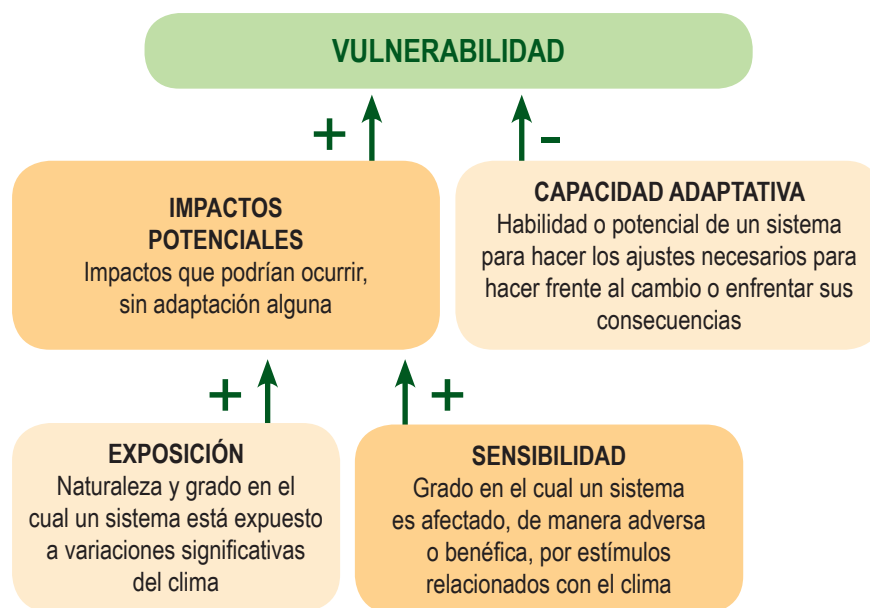 VULNERABILIDAD
+
-
IMPACTOS
POTENCIALES
Impactos que podrían ocurrir,
sin adaptación alguna
CAPACIDAD ADAPTATIVA
Habilidad o potencial de un sistema
para hacer los ajustes necesarios para
hacer frente al cambio o enfrentar sus
consecuencias
+
+
EXPOSICIÓN
Naturaleza y grado en el
cual un sistema está expuesto
a variaciones significativas
del clima
SENSIBILIDAD
Grado en el cual un sistema
es afectado, de manera adversa
o benéfica, por estímulos
relacionados con el clima